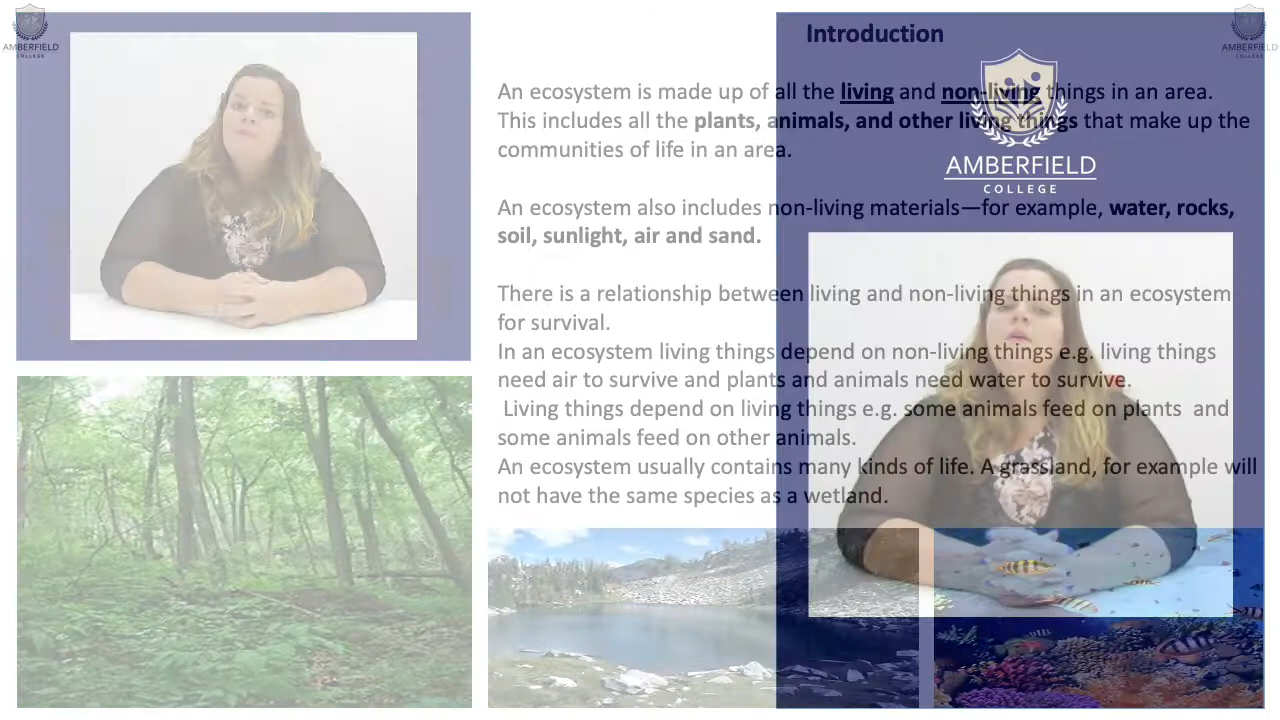 AMBERFIELD
COLLEGE
AMBERFIELD
COLLEGE
Introduction
An ecosystem is made up of all the living and non-living things in an area.
This includes all the plants, animals, and other living things that make up the
communities of life in an area.
AMBERFIELD
COLLEGE
An ecosystem also includes non-living materials—for example, water, rocks,
soil, sunlight, air and sand.
There is a relationship between living and non-living things in an ecosystem
for survival.
In an ecosystem living things depend on non-living things e.g. living things
need air to survive and plants and animals need water to survive.
Living things depend on living things e.g. some animals feed on plants and
some animals feed on other animals.
An ecosystem usually contains many kinds of life. A grassland, for example will
not have the same species as a wetland.